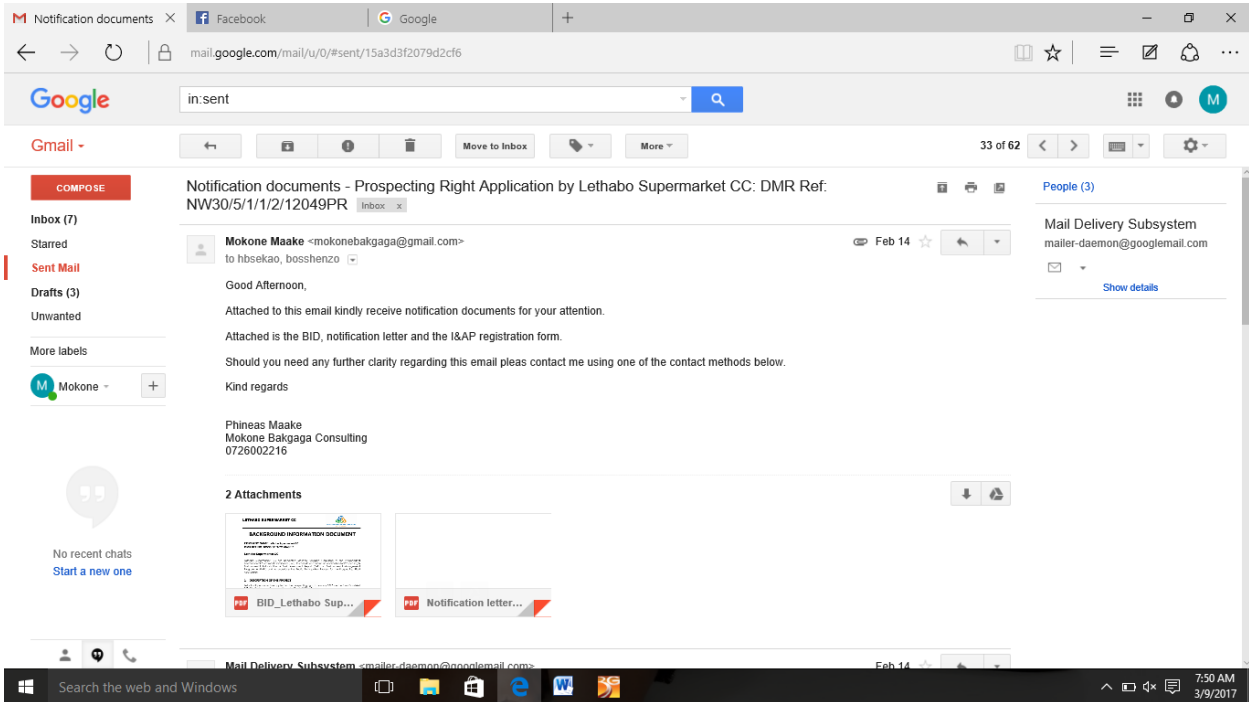 Notification documents
Facebook
Google
mail.google.com/mail/u/0/#sent/15a3d3f2079d2cf6
Google
in:sent
M
Gmail
Move to Inbox
More
33 of 62
COMPOSE
Inbox (7)
Starred
Sent Mail
Drafts (3)
Unwanted
More labels
M Mokone
No recent chats
Start a new one
Notification documents - Prospecting Right Application by Lethabo Supermarket CC: DMR Ref:
NW30/5/1/1/2/12049PR Inbox x
Mokone Maake <mokonebakgaga@gmail.com>
Feb 14
to hbsekao, bosshenzo
Good Afternoon,
Attached to this email kindly receive notification documents for your attention.
Attached is the BID, notification letter and the I&AP registration form.
Should you need any further clarity regarding this email pleas contact me using one of the contact methods below.
Kind regards
Phineas Maake
Mokone Bakgaga Consulting
0726002216
2 Attachments
LETHABO SUPERMARKET CC
BACKGROUND INFORMATION DOCUMENT
PDF BID_Lethabo Sup...
PDF Notification letter...
Mail Delivery Subsystem <mailer-daemon@googlemail.com>
Feb 14
People (3)
Mail Delivery Subsystem
mailer-daemon@googlemail.com
Show details
Search the web and Windows
7:50 AM
3/9/2017